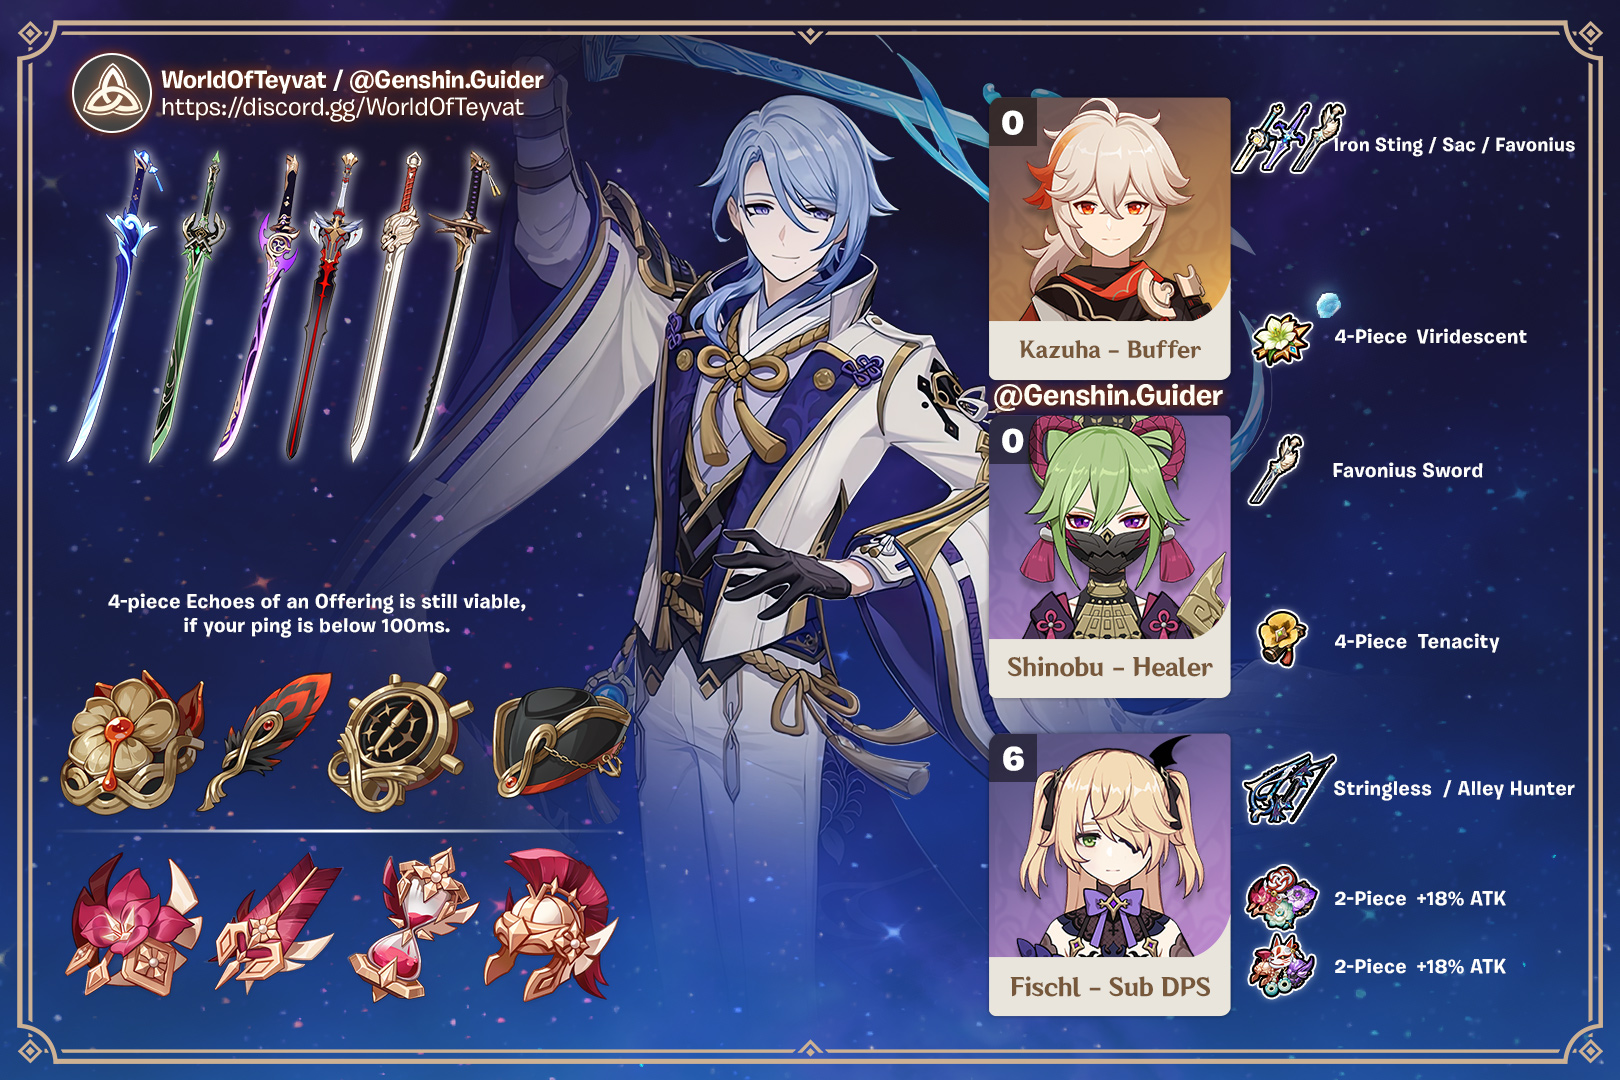 WorldOfTeyvat / @Genshin.Guider
https://discord.gg/WorldOfTeyvat
4-piece Echoes of an Offering is still viable,
if your ping is below 100ms.
0
Kazuha - Buffer
Iron Sting / Sac / Favonius
4-Piece Viridescent
@Genshin.Guider
0
Shinobu - Healer
Favonius Sword
4-Piece Tenacity
6
Fischl - Sub DPS
Stringless / Alley Hunter
2-Piece +18% ATK
2-Piece +18% ATK